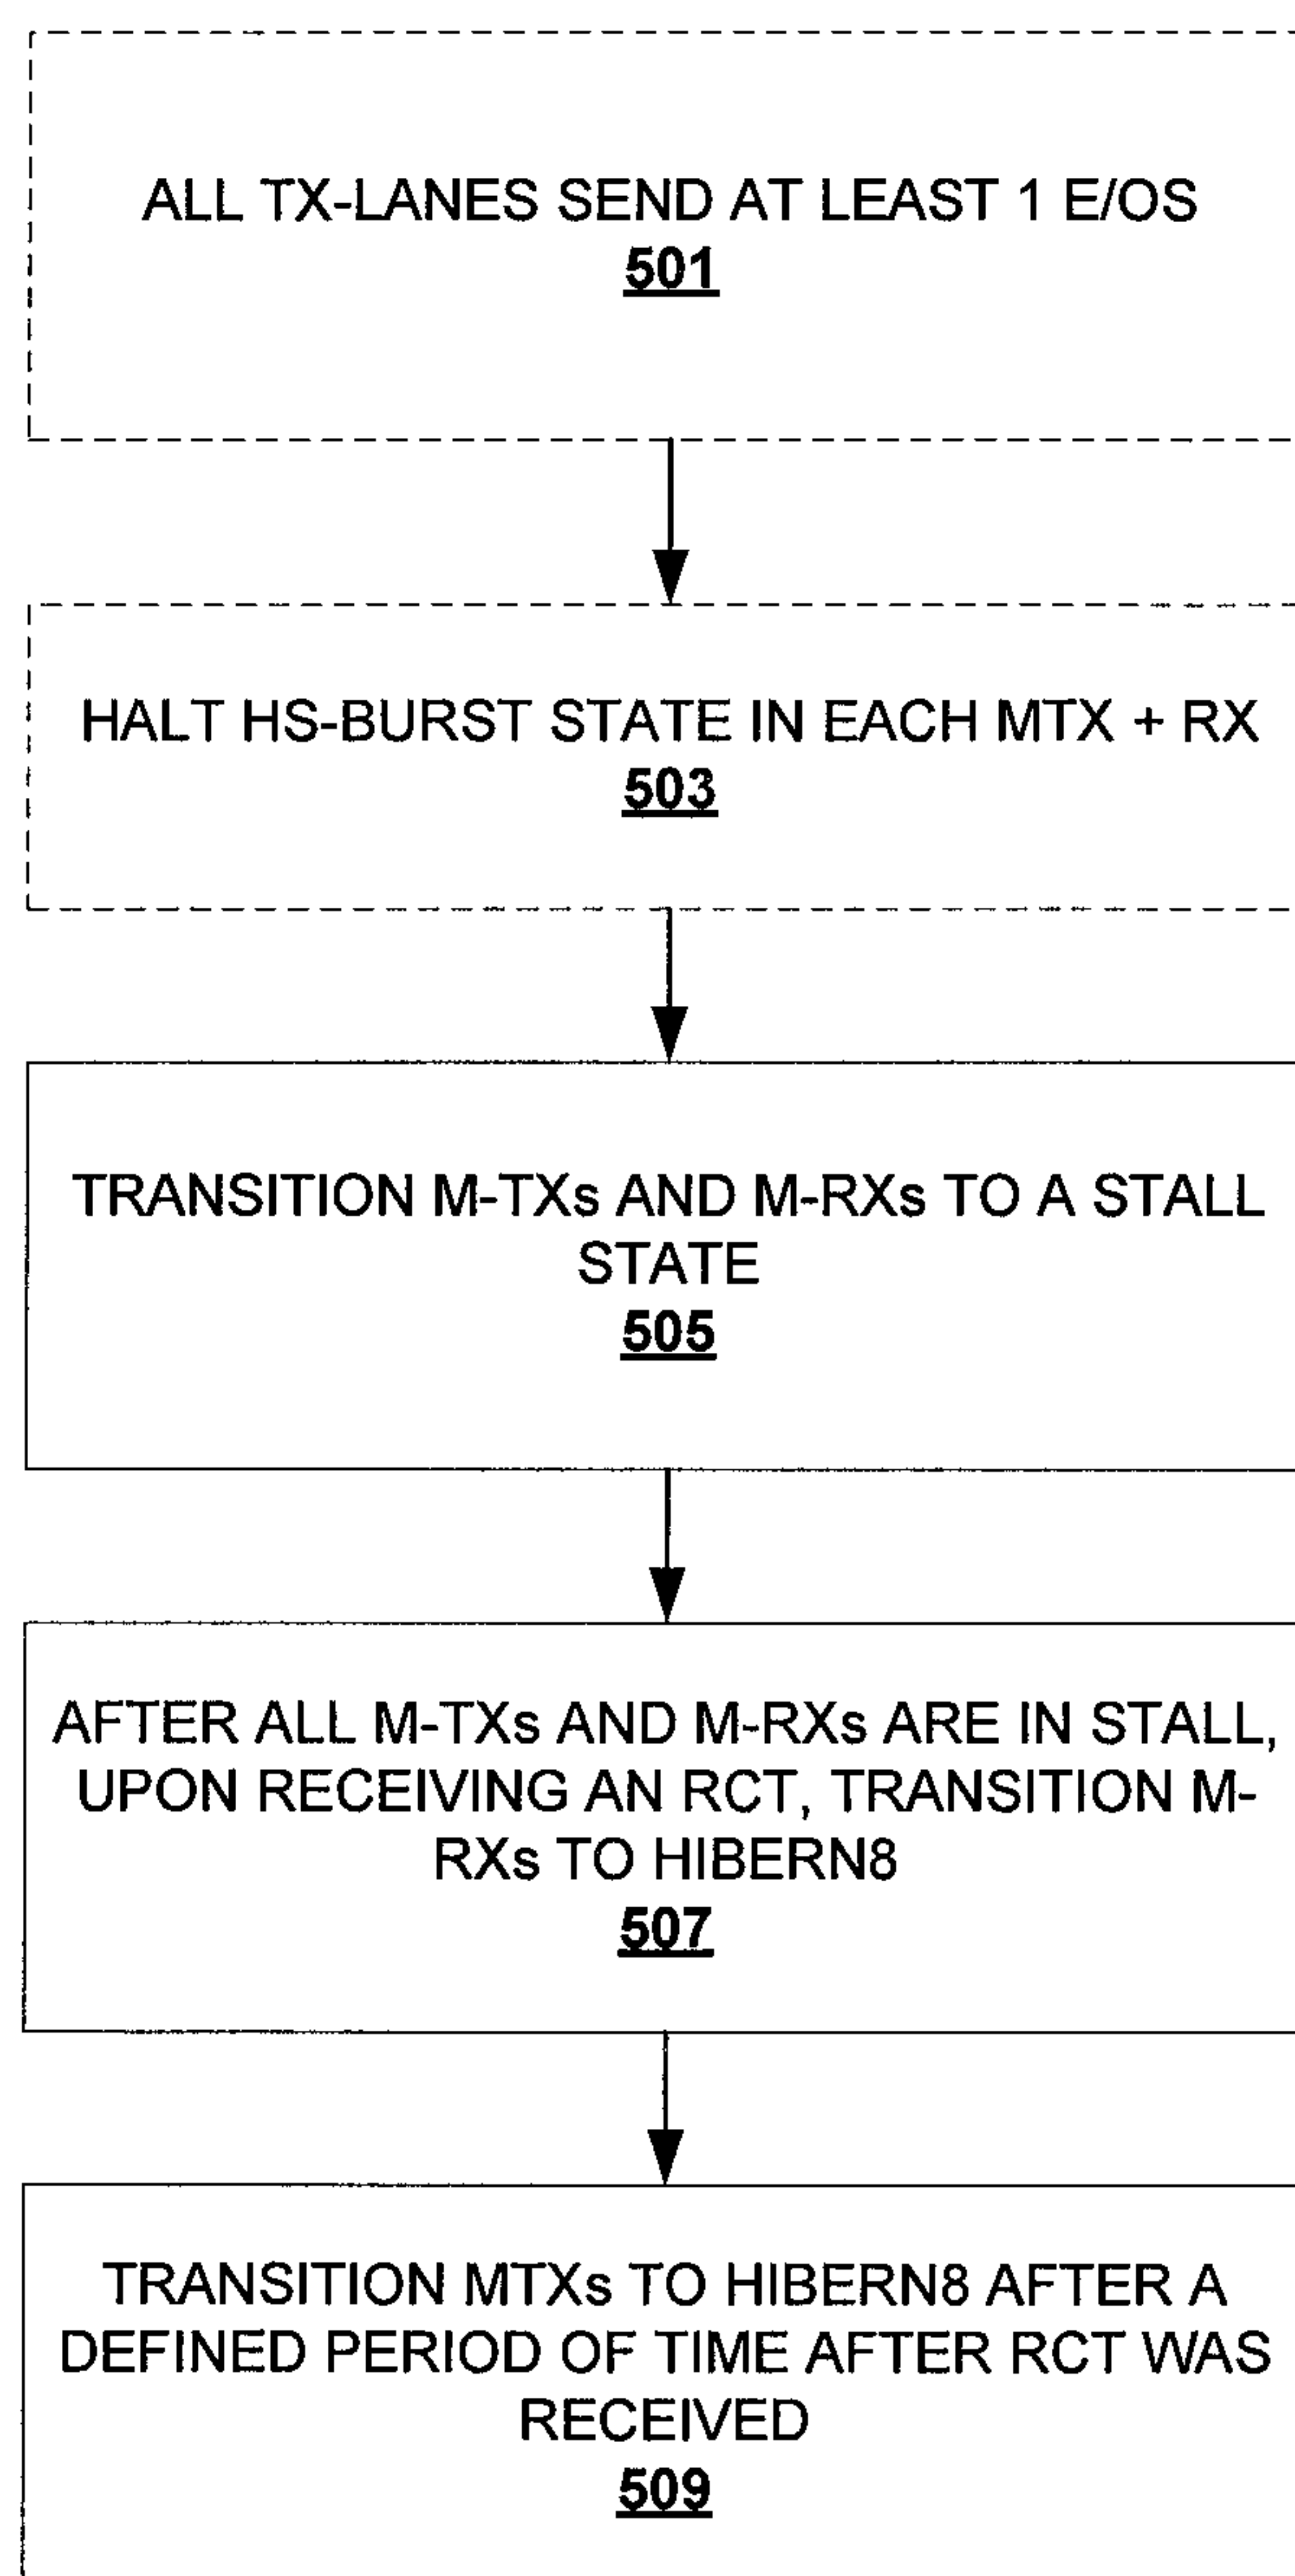 ALL TX-LANES SEND AT LEAST 1 E/OS
501
HALT HS-BURST STATE IN EACH MTX + RX
503
TRANSITION M-TXs AND M-RXs TO A STALL
STATE
505
AFTER ALL M-TXs AND M-RXs ARE IN STALL,
UPON RECEIVING AN RCT, TRANSITION M-
RXs TO HIBERN8
507
TRANSITION MTXs TO HIBERN8 AFTER A
DEFINED PERIOD OF TIME AFTER RCT WAS
RECEIVED
509